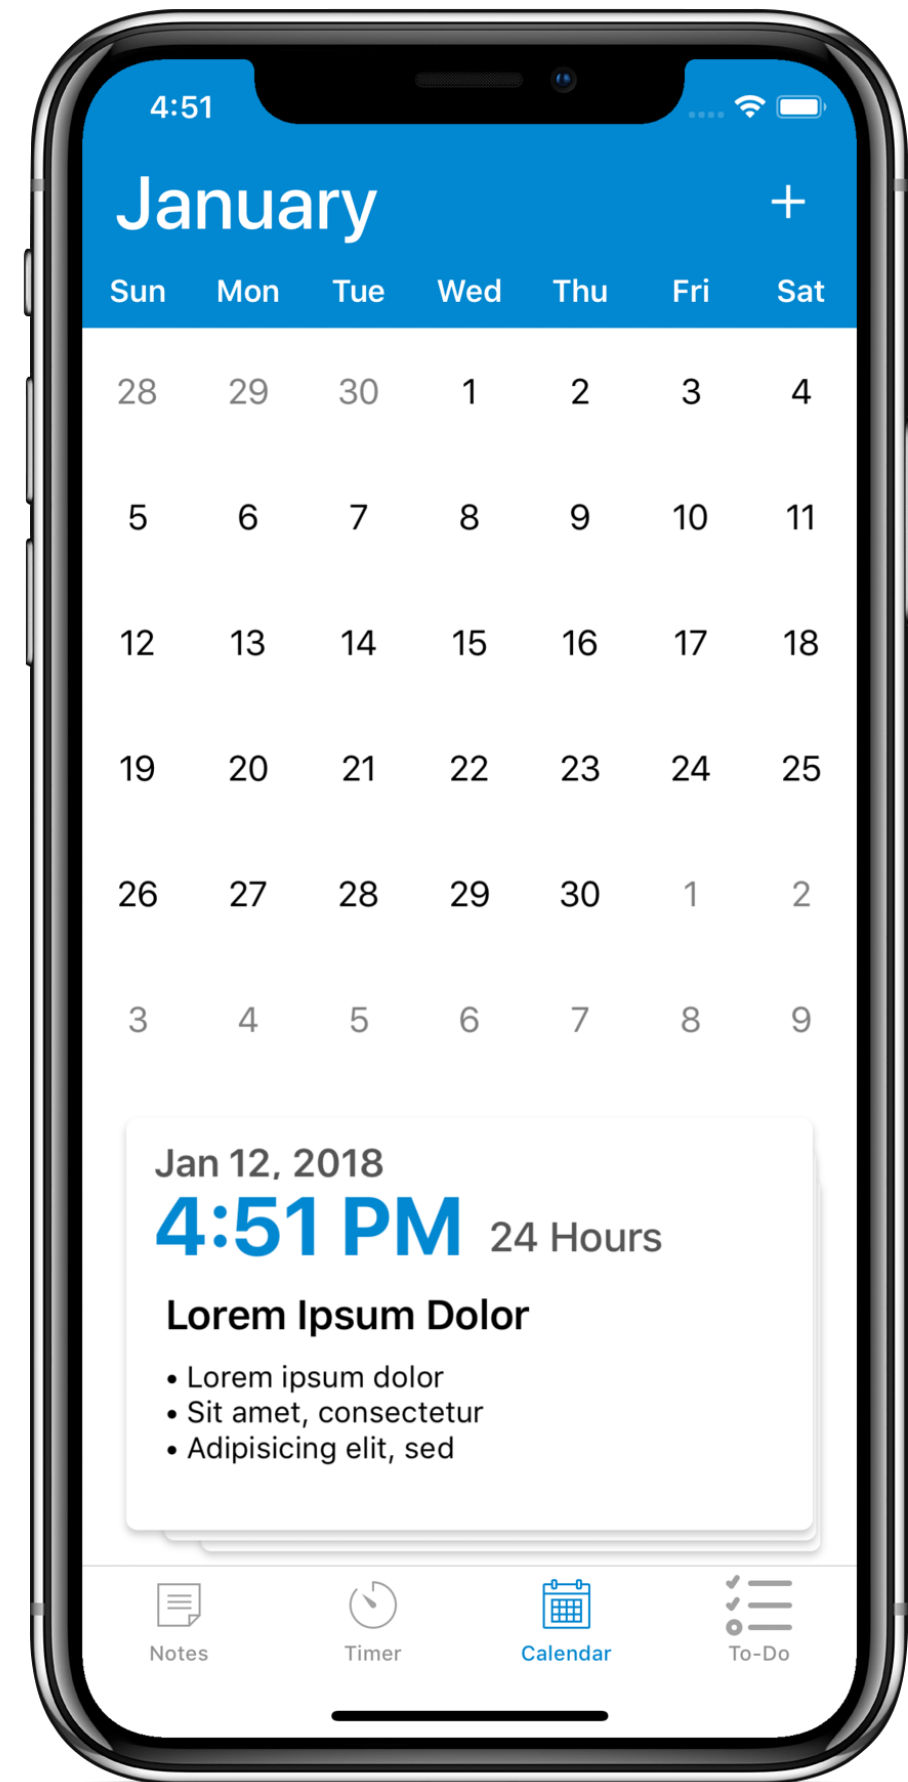 4:51
January +
Sun Mon Tue Wed Thu Fri Sat
28 29 30 1 2 3 4
5 6 7 8 9 10 11
12 13 14 15 16 17 18
19 20 21 22 23 24 25
26 27 28 29 30 1 2
3 4 5 6 7 8 9
Jan 12, 2018
4:51 PM 24 Hours
Lorem Ipsum Dolor
• Lorem ipsum dolor
• Sit amet, consectetur
• Adipisicing elit, sed
Notes Timer Calendar To-Do